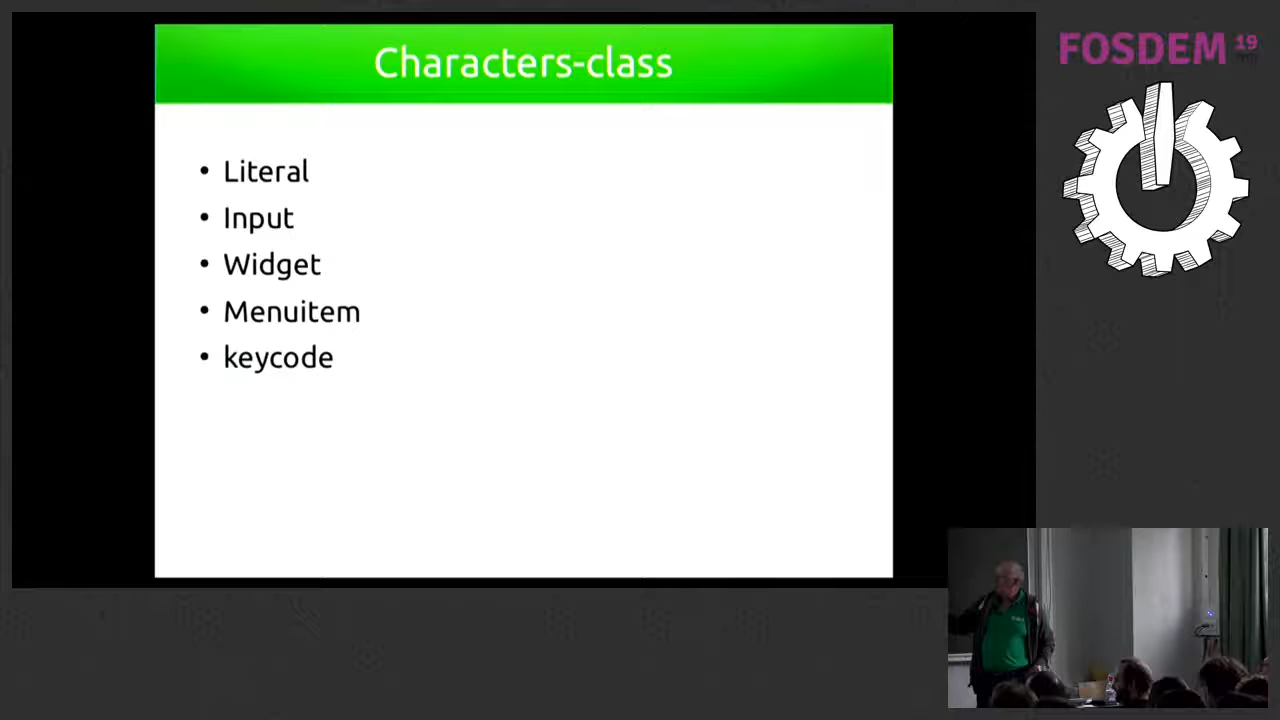 Characters-class
FOSDEM 19
• Literal
• Input
• Widget
• Menuitem
• keycode